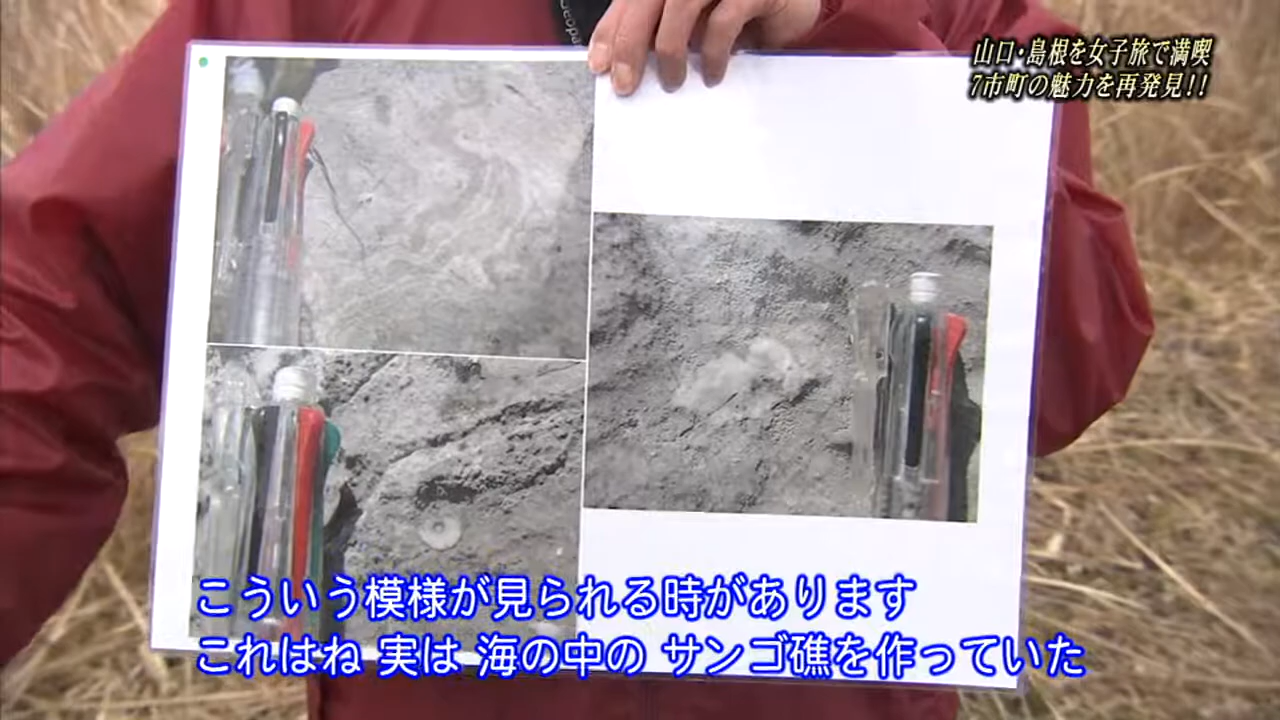 山口・島根を女子旅で満喫
7市町の魅力を再発見!!
こういう模様が見られる時があります
これはね 実は 海の中の サンゴ礁を作っていた